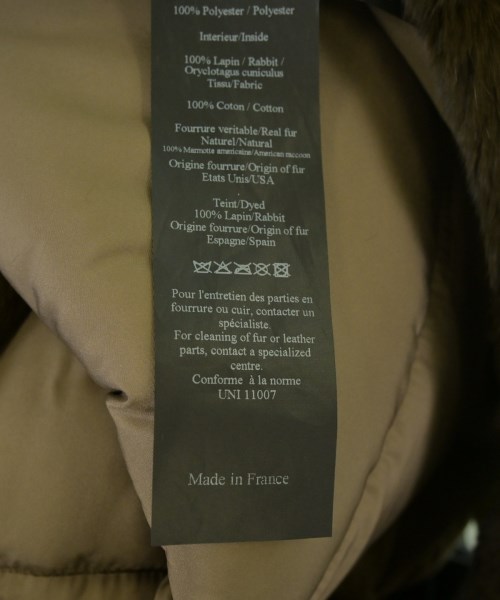 100% Polyester / Polyester
Interieur/Inside
100% Lapin / Rabbit /
Oryclotagus cuniculus
Tissu/Fabric
100% Coton / Cotton
Fourrure veritable/Real fur
Naturel/Natural
100% Marmotte americaine/American raccoon
Origine fourrure/Origin of fur
Etats Unis/USA
Teint/Dyed
100% Lapin/Rabbit
Origine fourrure/Origin of fur
Espagne/Spain
Pour l'entretien des parties en
fourrure ou cuir, contacter un
spécialiste.
For cleaning of fur or leather
parts, contact a specialized
centre.
Conforme à la norme
UNI 11007
Made in France